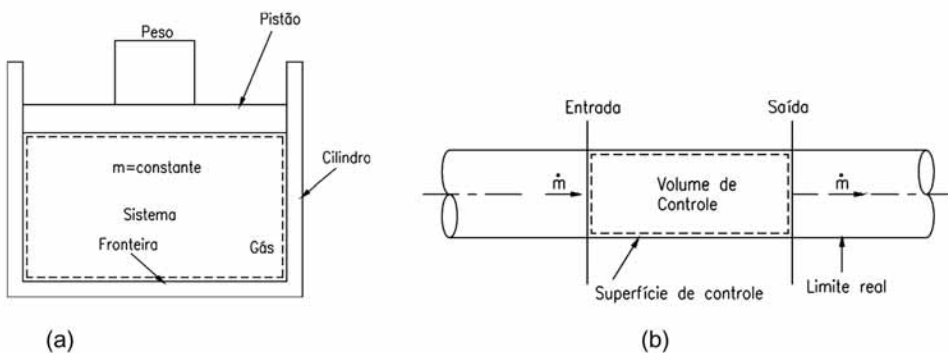 Pistão
Peso
m=constante
Cilindro
Sistema
Fronteira
Gás
(a)
Entrada
Saída
ṁ
Volume de
Controle
ṁ
Superfície de controle
Limite real
(b)